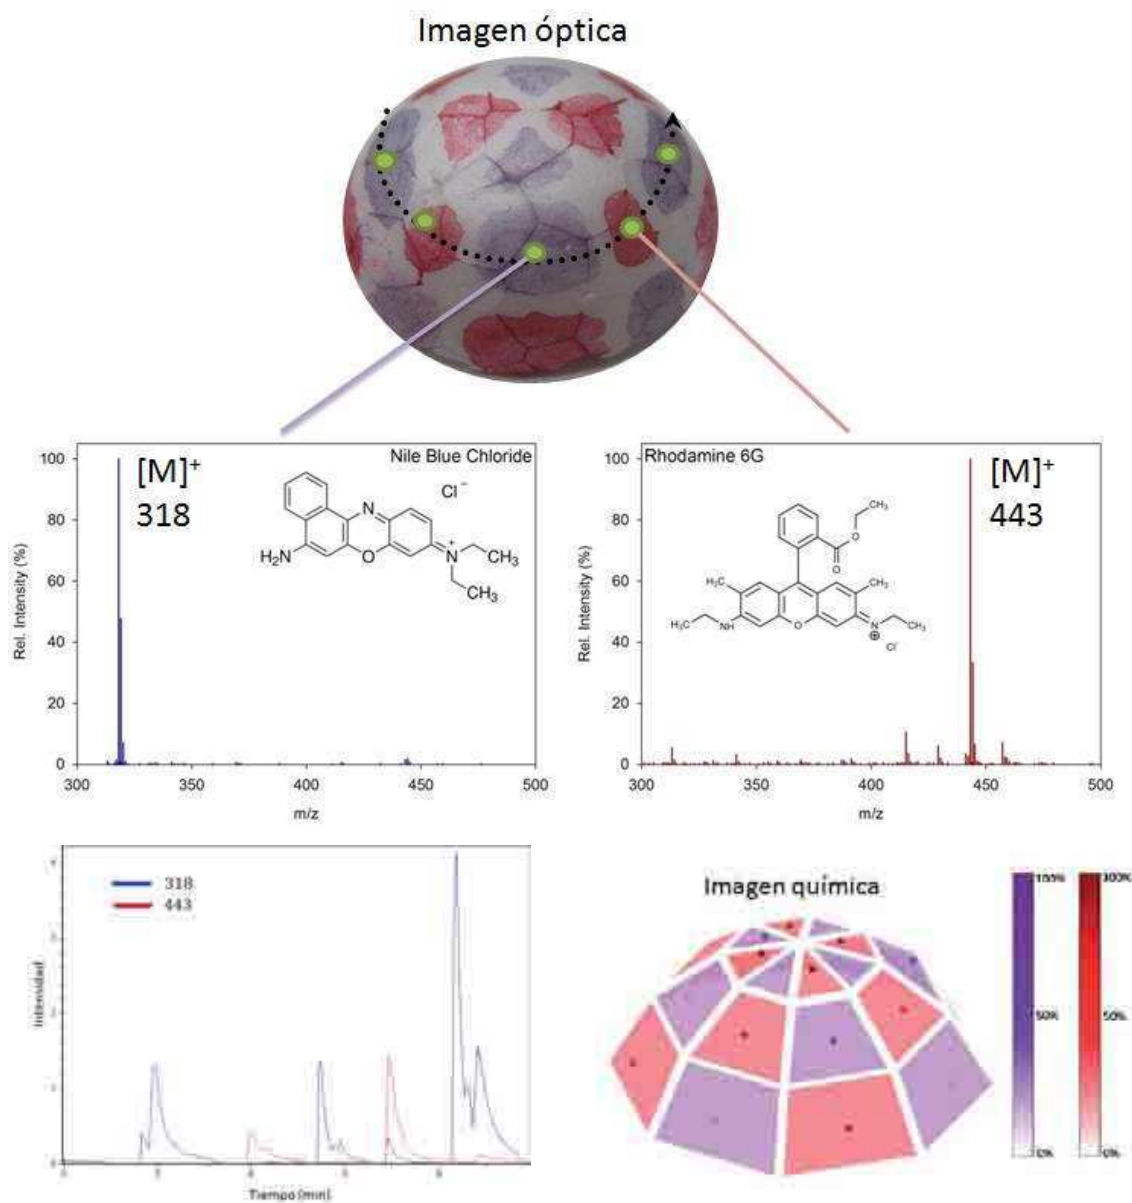 Imagen óptica
[M]+
318
Nile Blue Chloride
Cl−
N
H2N
O
N+
CH3
CH3
Rel. Intensity (%)
100
80
60
40
20
0
300
350
400
450
500
m/z
Rhodamine 6G
[M]+
443
CH3
O
O
H3C
CH3
H3C
NH
O
N
⊕
CH3
Cl-
Rel. Intensity (%)
100
80
60
40
20
0
300
350
400
450
500
m/z
318
443
Intensidad
Tiempo (min)
Imagen química
50%
0%
100%
50%
0%